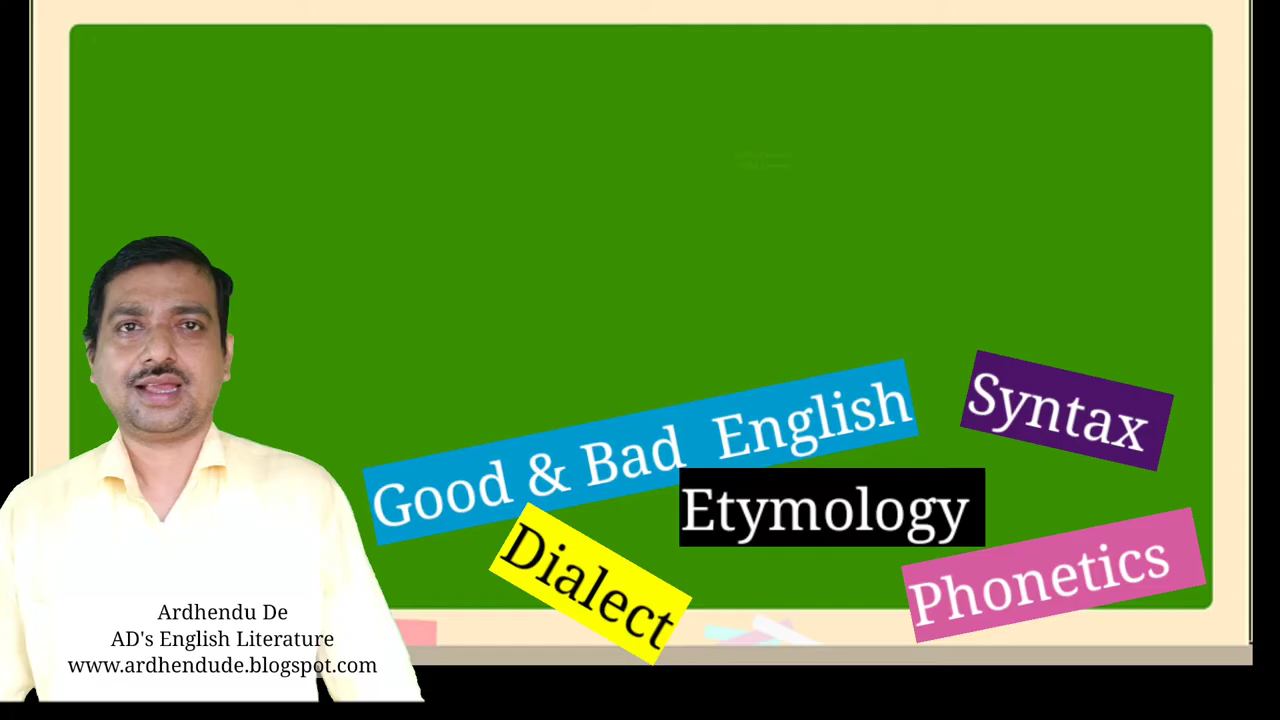 Syntax
Good & Bad English
Etymology
Dialect
Phonetics
Ardhendu De
AD's English Literature
www.ardhendude.blogspot.com